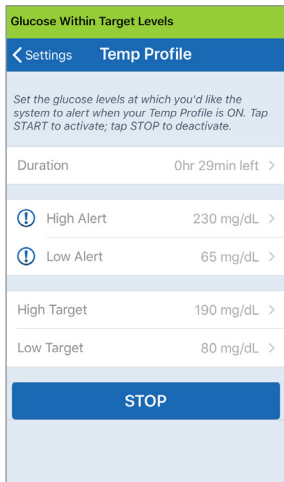 Glucose Within Target Levels
Settings Temp Profile
Set the glucose levels at which you'd like the
system to alert when your Temp Profile is ON. Tap
START to activate; tap STOP to deactivate.
Duration 0hr 29min left
High Alert 230 mg/dL
Low Alert 65 mg/dL
High Target 190 mg/dL
Low Target 80 mg/dL
STOP